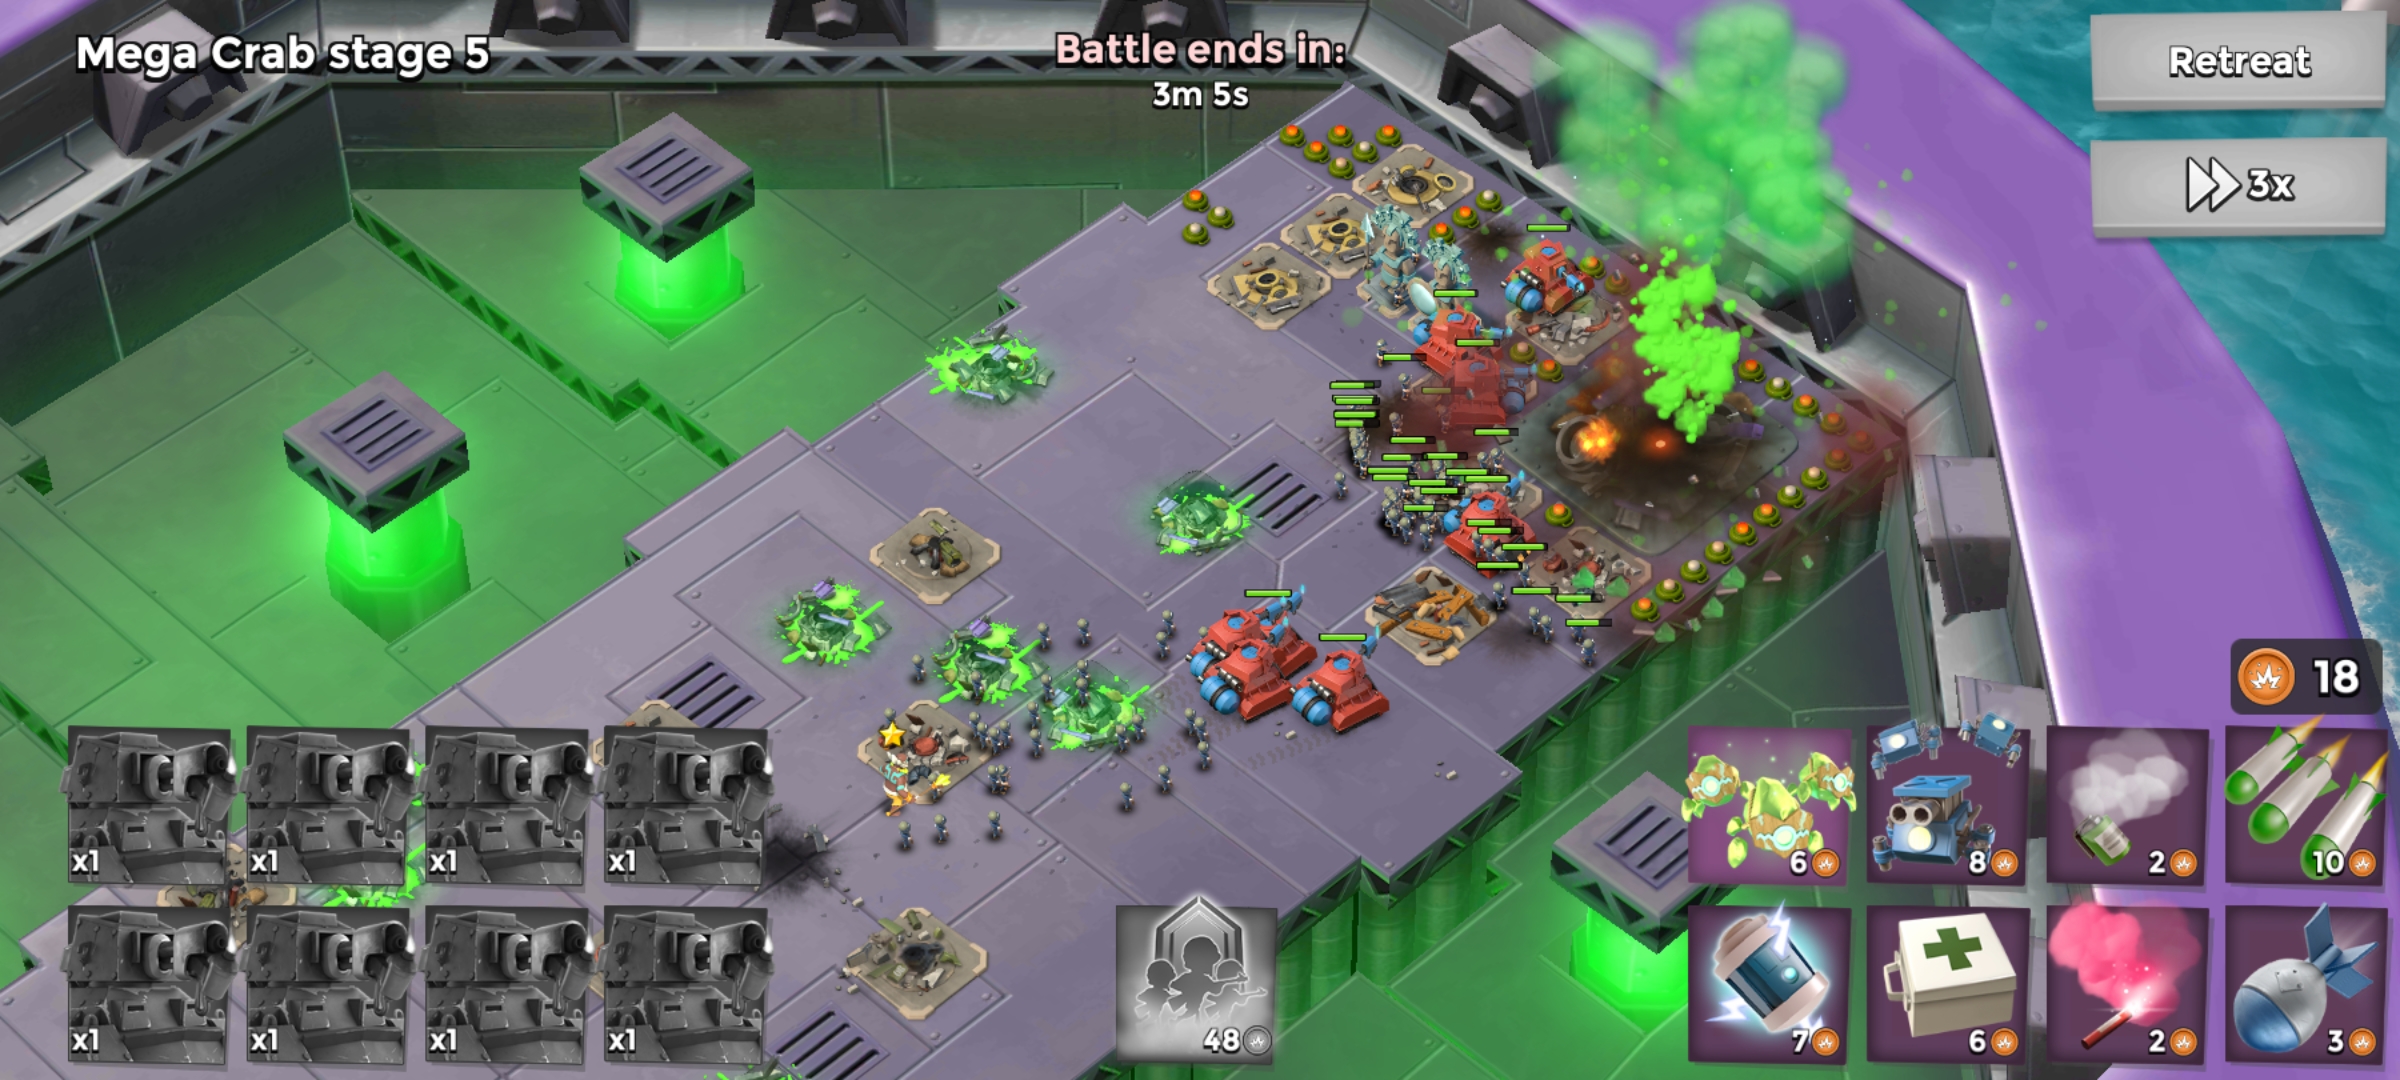 Mega Crab stage 5
Battle ends in:
3m 5s
Retreat
3x
18
x1 x1 x1 x1
6 8 2 10
x1 x1 x1 x1
48
7 6 2 3